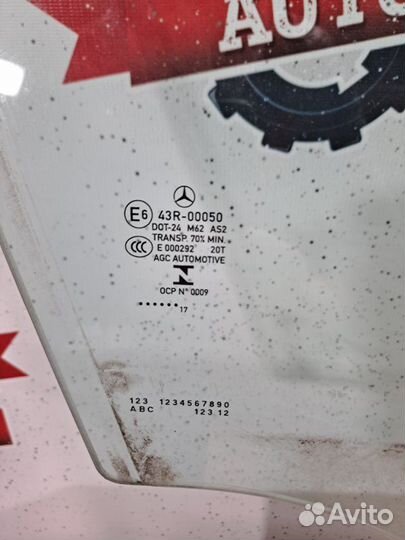 AUTO
E6 43R-00050
DOT-24 M62 AS2
TRANSP. 70% MIN.
CCC E 000292 20T
AGC AUTOMOTIVE
N
OCP N° 0009
•••••• 17
123 1234567890
ABC 123 12
Avito